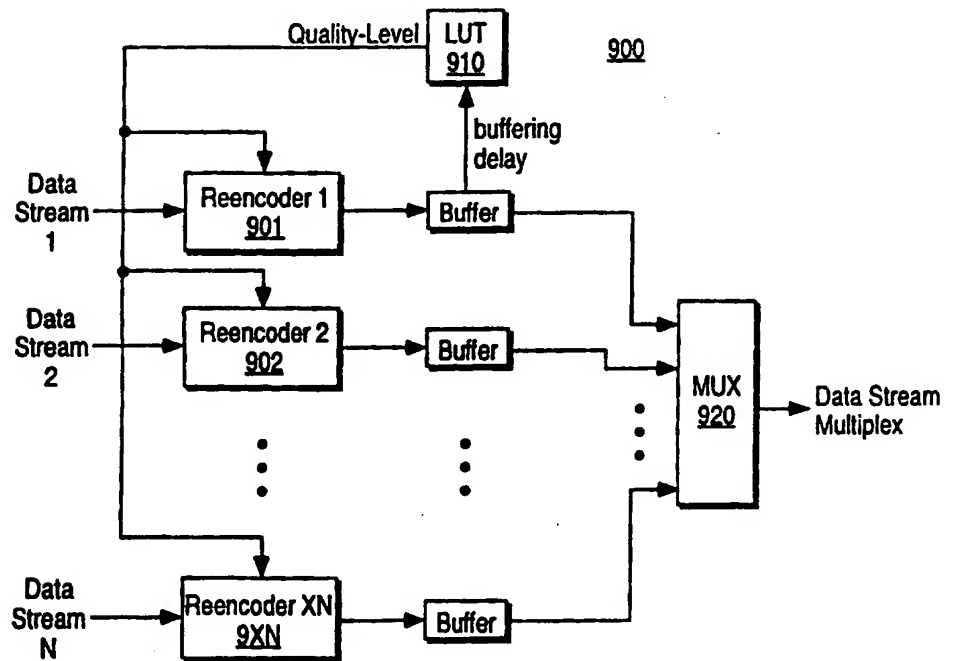 Quality-Level
LUT
910
900
buffering
delay
Data
Stream
1
Reencoder 1
901
Buffer
Data
Stream
2
Reencoder 2
902
Buffer
MUX
920
Data Stream
Multiplex
Data
Stream
N
Reencoder XN
9XN
Buffer